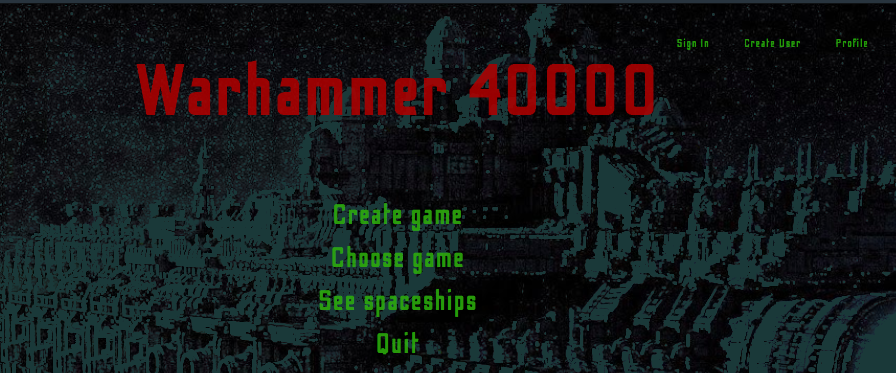 Sign In Create User Profile
Warhammer 40000
Create game
Choose game
See spaceships
Quit